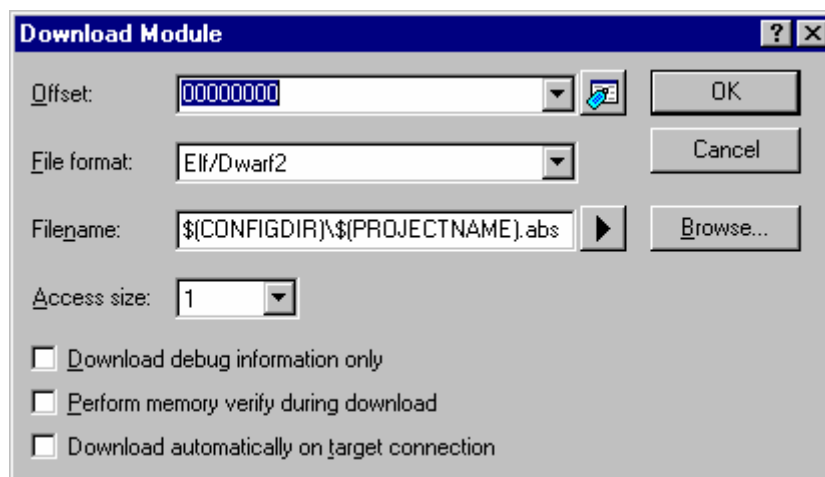 Download Module
Offset: 00000000 OK
File format: Elf/Dwarf2 Cancel
Filename: $(CONFIGDIR)\$(PROJECTNAME).abs Browse...
Access size: 1
Download debug information only
Perform memory verify during download
Download automatically on target connection